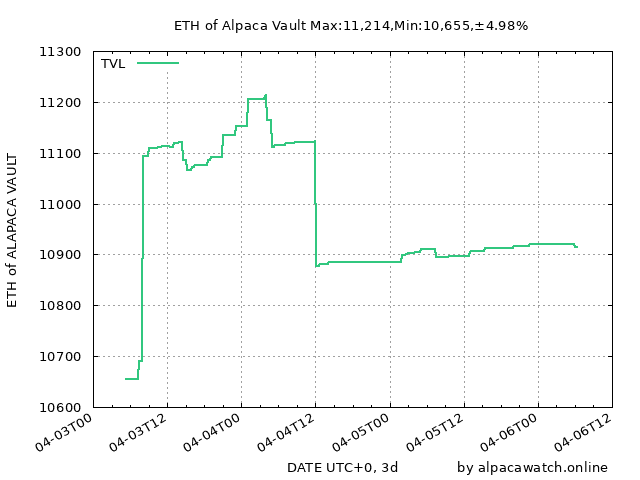 ETH of Alpaca Vault Max:11,214,Min:10,655,±4.98%
TVL
ETH of ALAPACA VAULT
11300
11200
11100
11000
10900
10800
10700
10600
04-03T00
04-03T12
04-04T00
04-04T12
04-05T00
04-05T12
04-06T00
04-06T12
DATE UTC+0, 3d
by alpacawatch.online